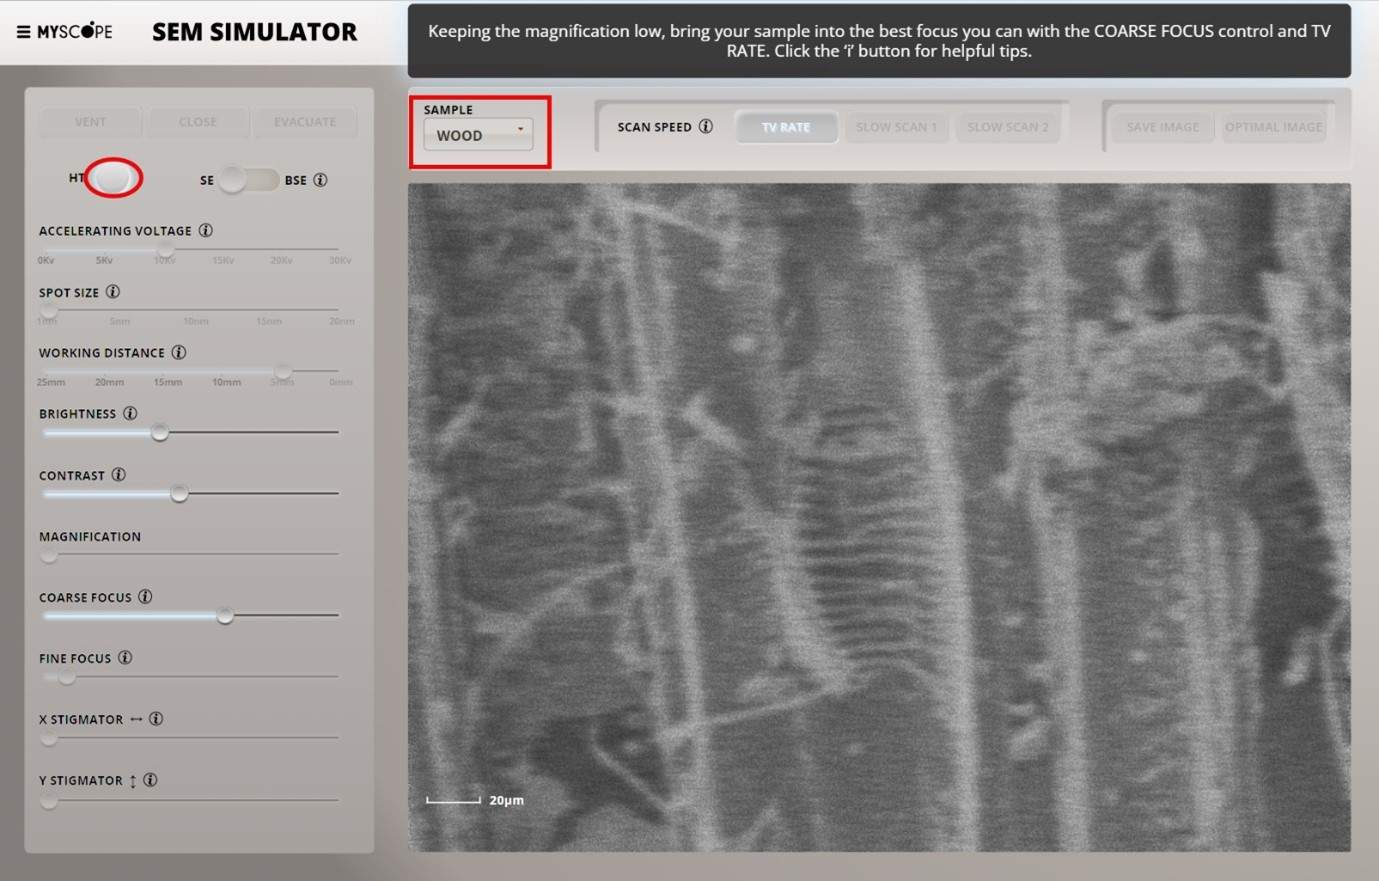 MYSCOPE
SEM SIMULATOR
Keeping the magnification low, bring your sample into the best focus you can with the COARSE FOCUS control and TV
RATE. Click the ‘i’ button for helpful tips.
VENT CLOSE EVACUATE
SAMPLE
WOOD
SCAN SPEED i TV RATE SLOW SCAN 1 SLOW SCAN 2
SAVE IMAGE OPTIMAL IMAGE
HT SE BSE i
ACCELERATING VOLTAGE i
0Kv 5Kv 10Kv 15Kv 20Kv 30Kv
SPOT SIZE i
1nm 5nm 10nm 15nm 20nm
WORKING DISTANCE i
25mm 20mm 15mm 10mm 5mm 0mm
BRIGHTNESS i
CONTRAST i
MAGNIFICATION
COARSE FOCUS i
FINE FOCUS i
X STIGMATOR ↔ i
Y STIGMATOR ↕ i
20µm